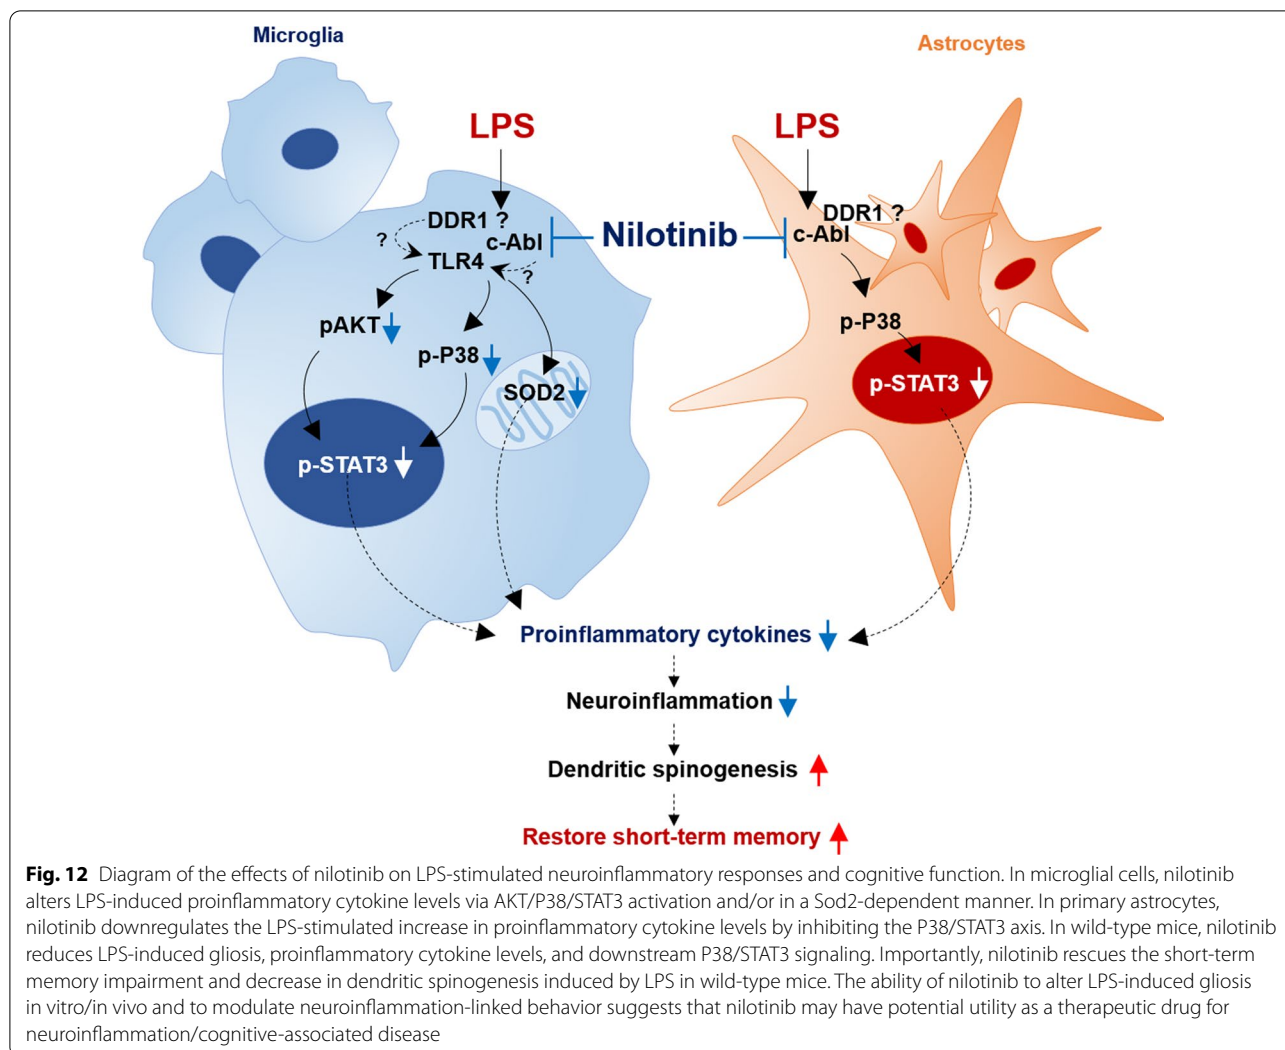 Microglia
Astrocytes
LPS
LPS
DDR1 ?
DDR1 ?
?
c-Abl
Nilotinib
c-Abl
TLR4
?
pAKT
p-P38
p-P38
SOD2
p-STAT3
p-STAT3
Proinflammatory cytokines
Neuroinflammation
Dendritic spinogenesis
Restore short-term memory
Fig. 12 Diagram of the effects of nilotinib on LPS-stimulated neuroinflammatory responses and cognitive function. In microglial cells, nilotinib
alters LPS-induced proinflammatory cytokine levels via AKT/P38/STAT3 activation and/or in a Sod2-dependent manner. In primary astrocytes,
nilotinib downregulates the LPS-stimulated increase in proinflammatory cytokine levels by inhibiting the P38/STAT3 axis. In wild-type mice, nilotinib
reduces LPS-induced gliosis, proinflammatory cytokine levels, and downstream P38/STAT3 signaling. Importantly, nilotinib rescues the short-term
memory impairment and decrease in dendritic spinogenesis induced by LPS in wild-type mice. The ability of nilotinib to alter LPS-induced gliosis
in vitro/in vivo and to modulate neuroinflammation-linked behavior suggests that nilotinib may have potential utility as a therapeutic drug for
neuroinflammation/cognitive-associated disease